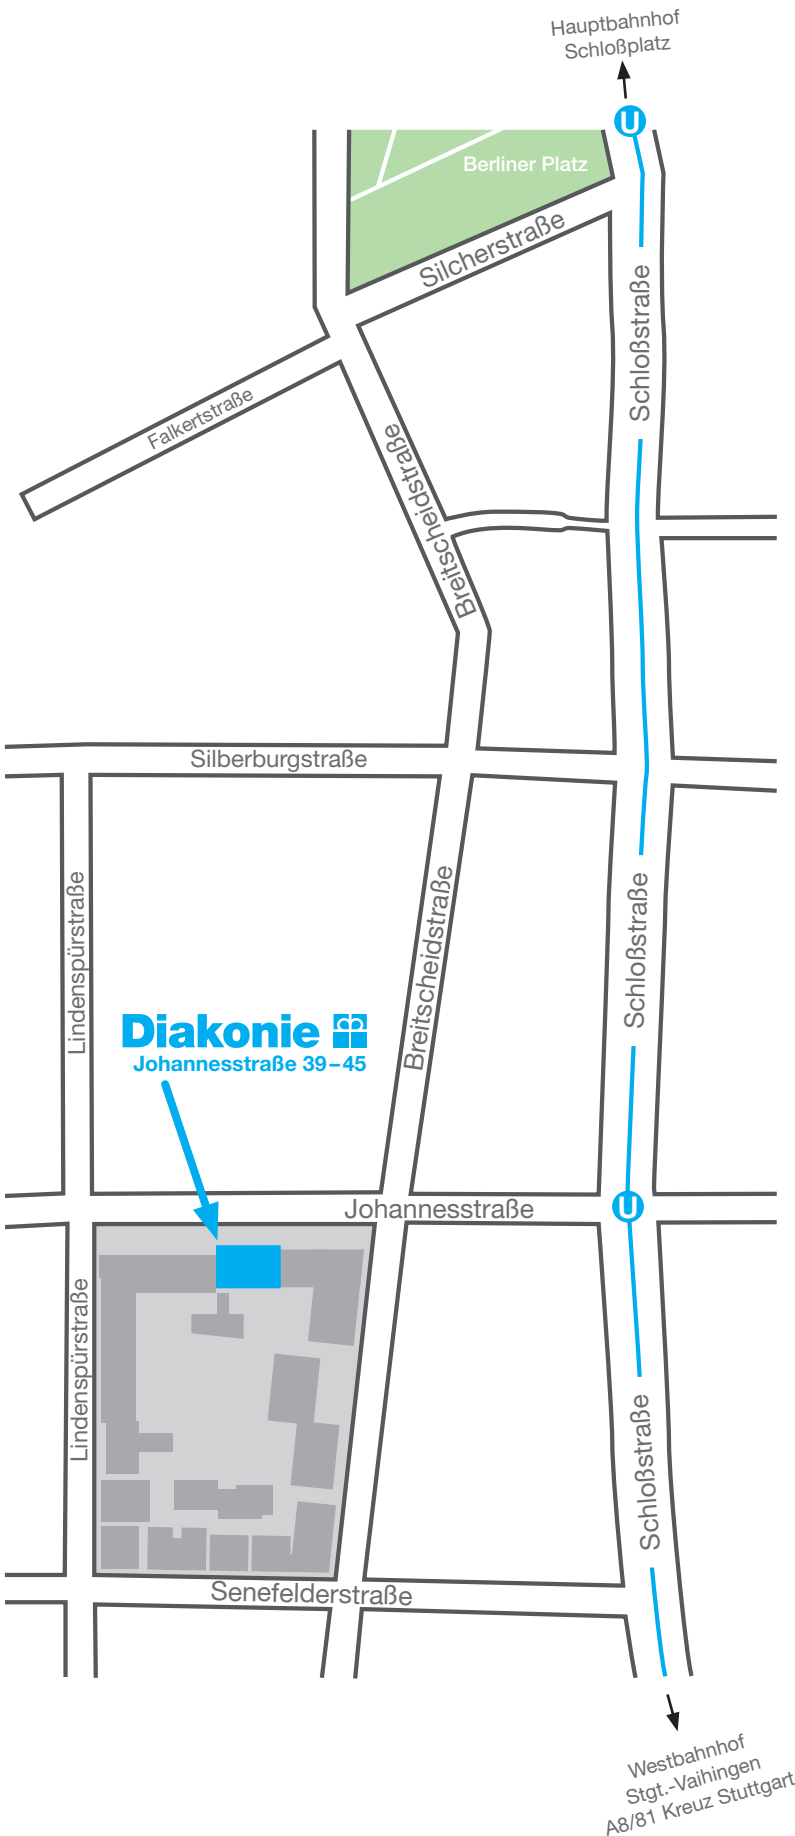 Hauptbahnhof
Schloßplatz
U
Berliner Platz
Silcherstraße
Schloßstraße
Falkertstraße
Breitscheidstraße
Silberburgstraße
Lindenspürstraße
Breitscheidstraße
Schloßstraße
Diakonie
Johannesstraße 39–45
Johannesstraße
U
Lindenspürstraße
Schloßstraße
Senefelderstraße
Westbahnhof
Stgt.-Vaihingen
A8/81 Kreuz Stuttgart